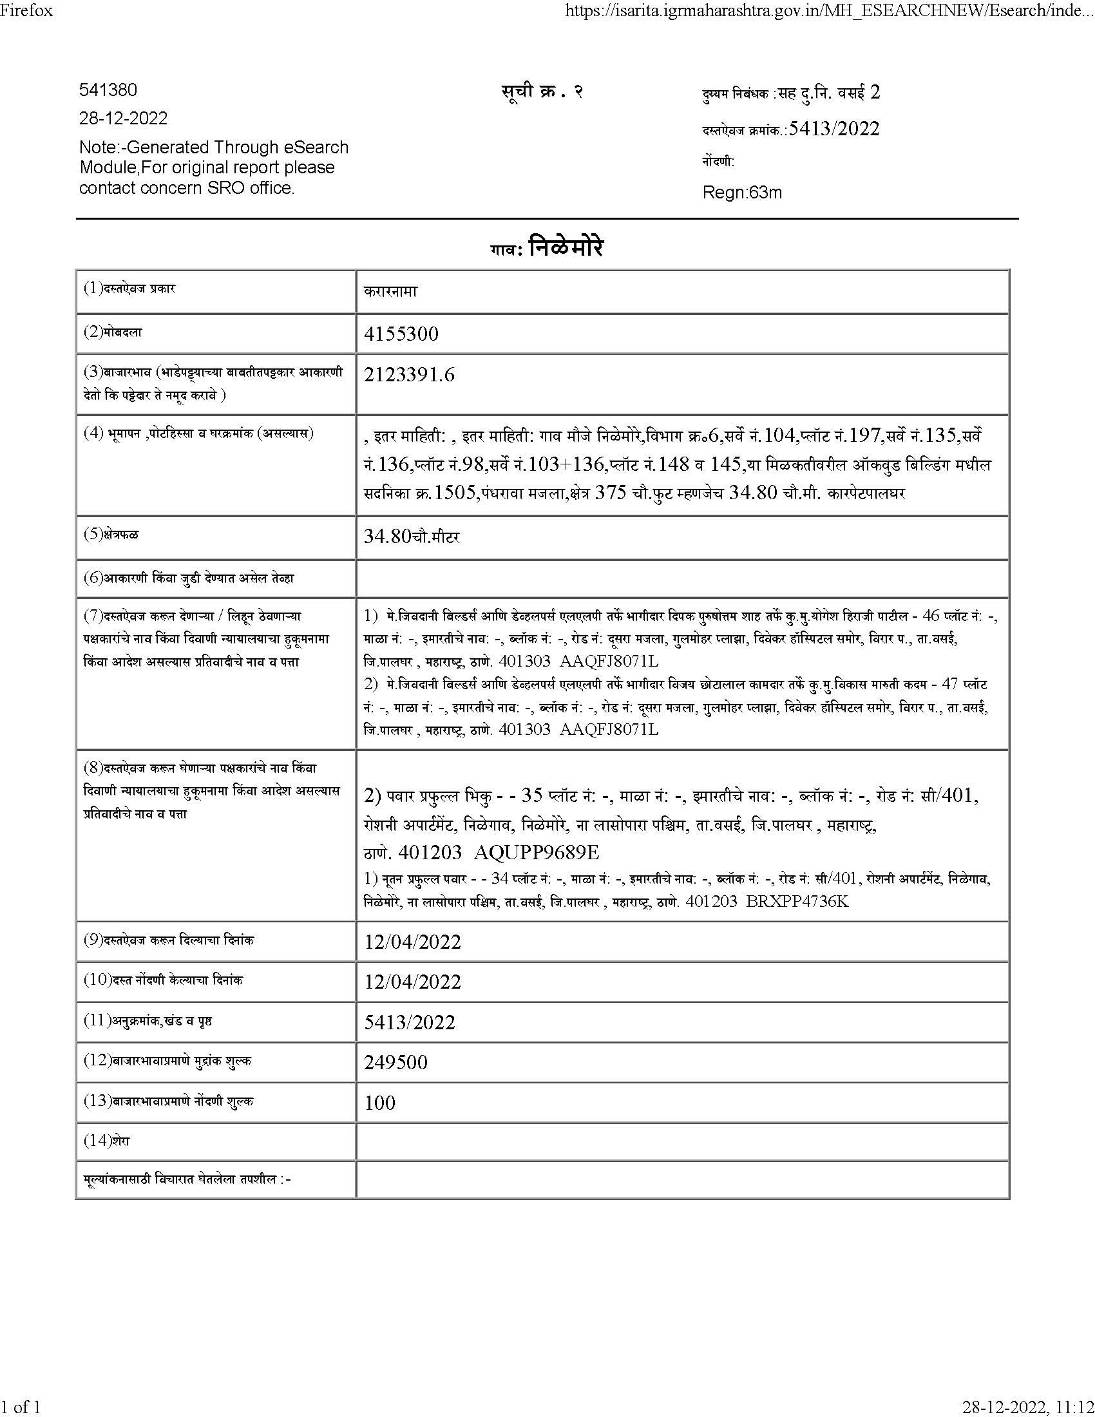 Firefox https://isarita.igrmaharashtra.gov.in/MH_ESEARCHNEW/Esearch/inde...
541380
28-12-2022
Note:-Generated Through eSearch
Module,For original report please
contact concern SRO office.
सूची क्र . २
दुय्यम निबंधक :सह दु.नि. वसई 2
दस्तऐवज क्रमांक.:5413/2022
नोंदणी:
Regn:63m
गाव: निळेमोरे
(1)दस्तऐवज प्रकार
करारनामा
(2)मोबदला
4155300
(3)बाजारभाव (भाडेपट्ट्याच्या बाबतीतपट्टकार आकारणी
देतो कि पट्टेदार ते नमूद करावे )
2123391.6
(4) भूमापन ,पोटहिस्सा व घरक्रमांक (असल्यास)
, इतर माहिती: , इतर माहिती: गाव मौजे निळेमोरे,विभाग क्र०6,सर्वे नं.104,प्लॉट नं.197,सर्वे नं.135,सर्वे
नं.136,प्लॉट नं.98,सर्वे नं.103+136,प्लॉट नं.148 व 145,या मिळकतीवरील ऑकवुड बिल्डिंग मधील
सदनिका क्र.1505,पंधरावा मजला,क्षेत्र 375 चौ.फुट म्हणजेच 34.80 चौ.मी. कारपेटपालघर
(5)क्षेत्रफळ
34.80चौ.मीटर
(6)आकारणी किंवा जुडी देण्यात असेल तेव्हा
(7)दस्तऐवज करून देणाऱ्या / लिहून ठेवणाऱ्या
पक्षकारांचे नाव किंवा दिवाणी न्यायालयाचा हुकूमनामा
किंवा आदेश असल्यास प्रतिवादीचे नाव व पत्ता
1) मे.जिवदानी बिल्डर्स आणि डेव्हलपर्स एलएलपी तर्फे भागीदार दिपक पुरुषोत्तम शाह तर्फे कु.मु.योगेश हिराजी पाटील - 46 प्लॉट नं: -,
माळा नं: -, इमारतीचे नाव: -, ब्लॉक नं: -, रोड नं: दूसरा मजला, गुलमोहर प्लाझा, दिवेकर हॉस्पिटल समोर, विरार प., ता.वसई,
जि.पालघर , महाराष्ट्र, ठाणे. 401303 AAQFJ8071L
2) मे.जिवदानी बिल्डर्स आणि डेव्हलपर्स एलएलपी तर्फे भागीदार विजय छोटालाल कामदार तर्फे कु.मु.विकास मारुती कदम - 47 प्लॉट
नं: -, माळा नं: -, इमारतीचे नाव: -, ब्लॉक नं: -, रोड नं: दूसरा मजला, गुलमोहर प्लाझा, दिवेकर हॉस्पिटल समोर, विरार प., ता.वसई,
जि.पालघर , महाराष्ट्र, ठाणे. 401303 AAQFJ8071L
(8)दस्तऐवज करून घेणाऱ्या पक्षकारांचे नाव किंवा
दिवाणी न्यायालयाचा हुकूमनामा किंवा आदेश असल्यास
प्रतिवादीचे नाव व पत्ता
2) पवार प्रफुल्ल भिकु - - 35 प्लॉट नं: -, माळा नं: -, इमारतीचे नाव: -, ब्लॉक नं: -, रोड नं: सी/401,
रोशनी अपार्टमेंट, निळेगाव, निळेमोरे, ना लासोपारा पश्चिम, ता.वसई, जि.पालघर , महाराष्ट्र,
ठाणे. 401203 AQUPP9689E
1) नूतन प्रफुल्ल पवार - - 34 प्लॉट नं: -, माळा नं: -, इमारतीचे नाव: -, ब्लॉक नं: -, रोड नं: सी/401, रोशनी अपार्टमेंट, निळेगाव,
निळेमोरे, ना लासोपारा पश्चिम, ता.वसई, जि.पालघर , महाराष्ट्र, ठाणे. 401203 BRXPP4736K
(9)दस्तऐवज करून दिल्याचा दिनांक
12/04/2022
(10)दस्त नोंदणी केल्याचा दिनांक
12/04/2022
(11)अनुक्रमांक,खंड व पृष्ठ
5413/2022
(12)बाजारभावाप्रमाणे मुद्रांक शुल्क
249500
(13)बाजारभावाप्रमाणे नोंदणी शुल्क
100
(14)शेरा
मूल्यांकनासाठी विचारात घेतलेला तपशील :-
1 of 1 28-12-2022, 11:12